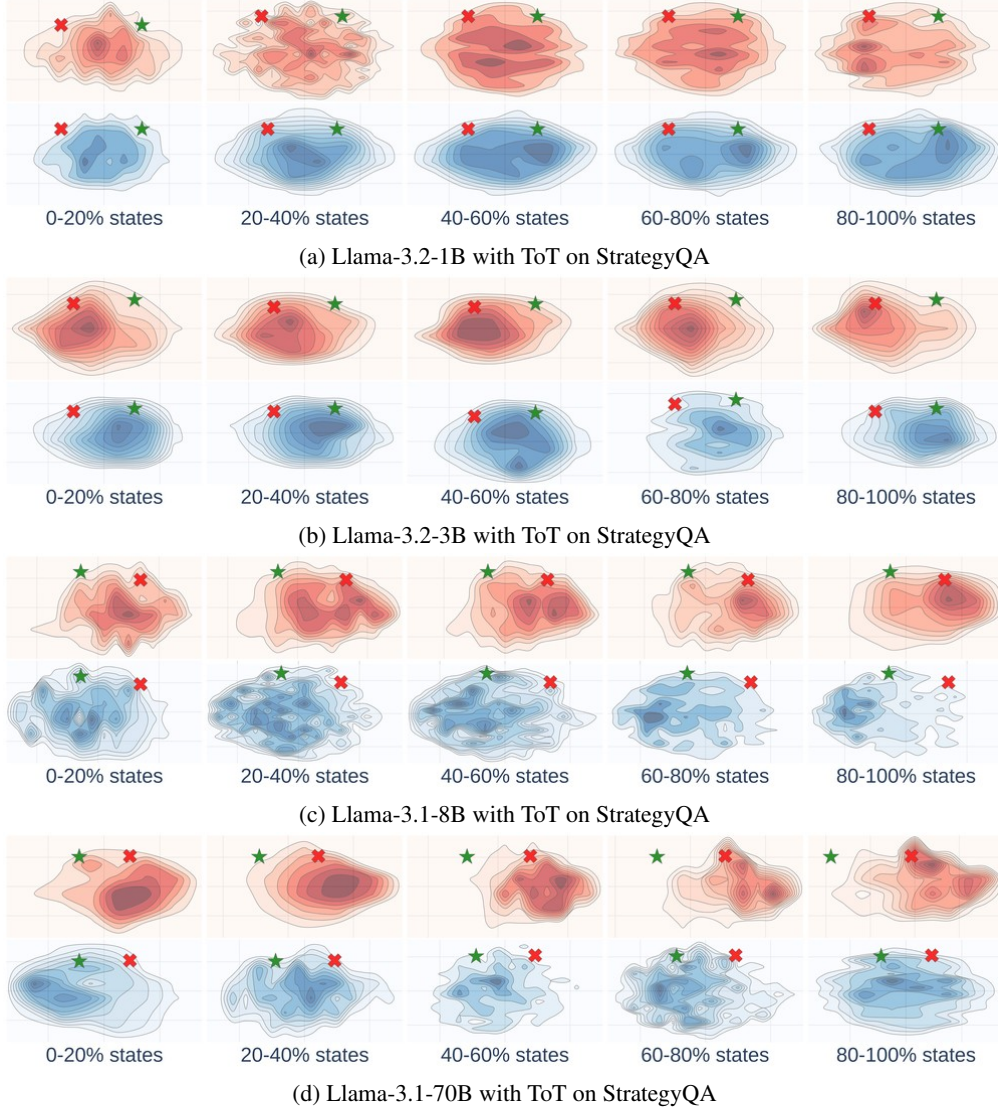 0-20% states 20-40% states 40-60% states 60-80% states 80-100% states
(a) Llama-3.2-1B with ToT on StrategyQA
0-20% states 20-40% states 40-60% states 60-80% states 80-100% states
(b) Llama-3.2-3B with ToT on StrategyQA
0-20% states 20-40% states 40-60% states 60-80% states 80-100% states
(c) Llama-3.1-8B with ToT on StrategyQA
0-20% states 20-40% states 40-60% states 60-80% states 80-100% states
(d) Llama-3.1-70B with ToT on StrategyQA